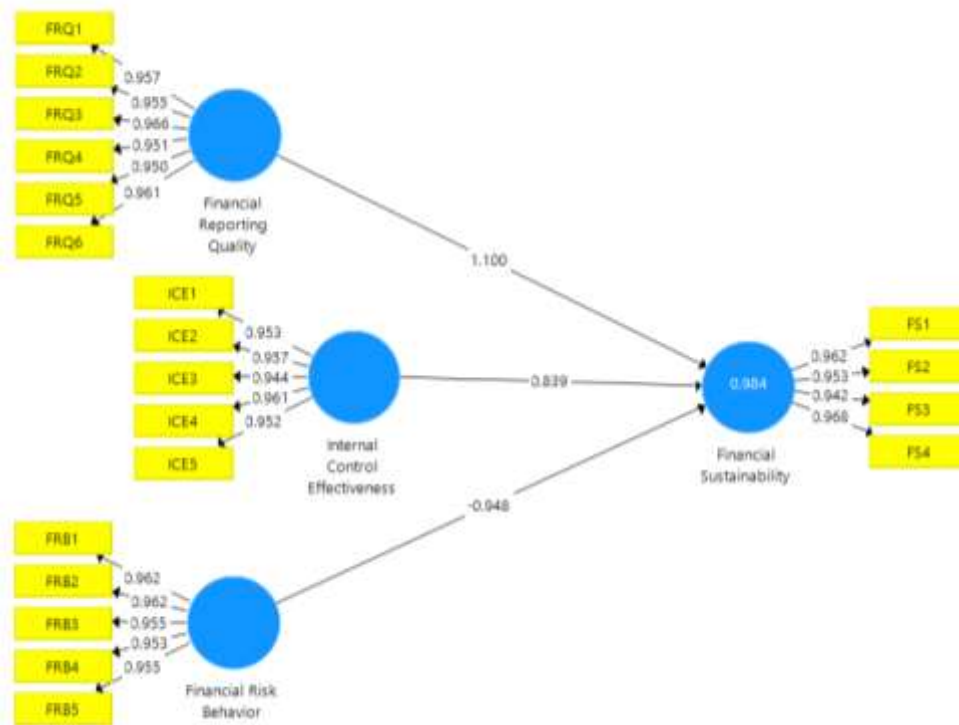 FRQ1
FRQ2
FRQ3
FRQ4
FRQ5
FRQ6
0.957
0.955
0.966
0.951
0.950
0.961
Financial
Reporting
Quality
1.100
ICE1
ICE2
ICE3
ICE4
ICE5
0.953
0.957
0.944
0.961
0.952
Internal
Control
Effectiveness
0.839
FRB1
FRB2
FRB3
FRB4
FRB5
0.962
0.962
0.955
0.953
0.955
Financial Risk
Behavior
-0.948
0.984
Financial
Sustainability
0.962
0.953
0.942
0.968
FS1
FS2
FS3
FS4